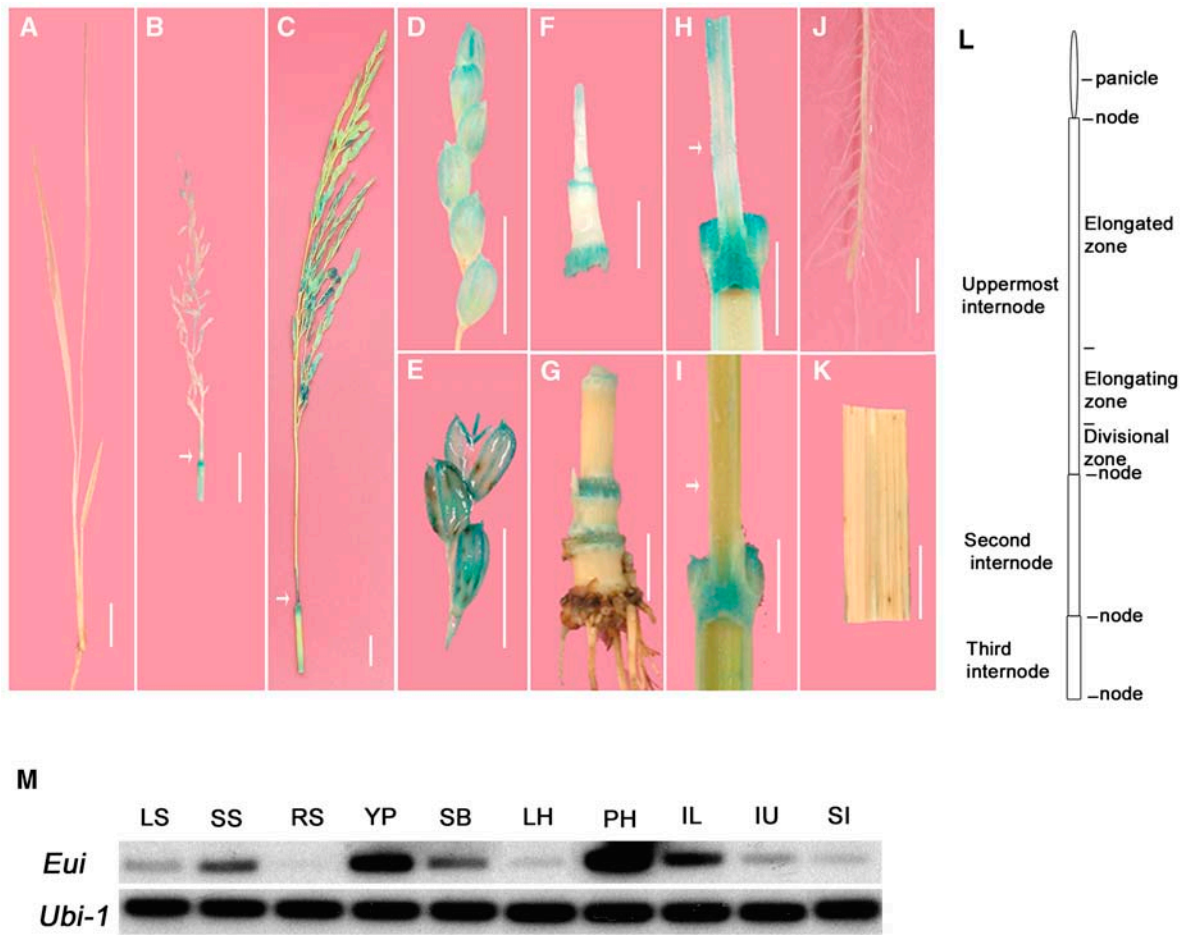 A
B
C
D
F
H
J
E
G
I
K
L
panicle
node
Elongated
zone
Uppermost
internode
Elongating
zone
Divisional
zone
node
Second
internode
node
Third
internode
node
M
LS SS RS YP SB LH PH IL IU SI
Eui
Ubi-1